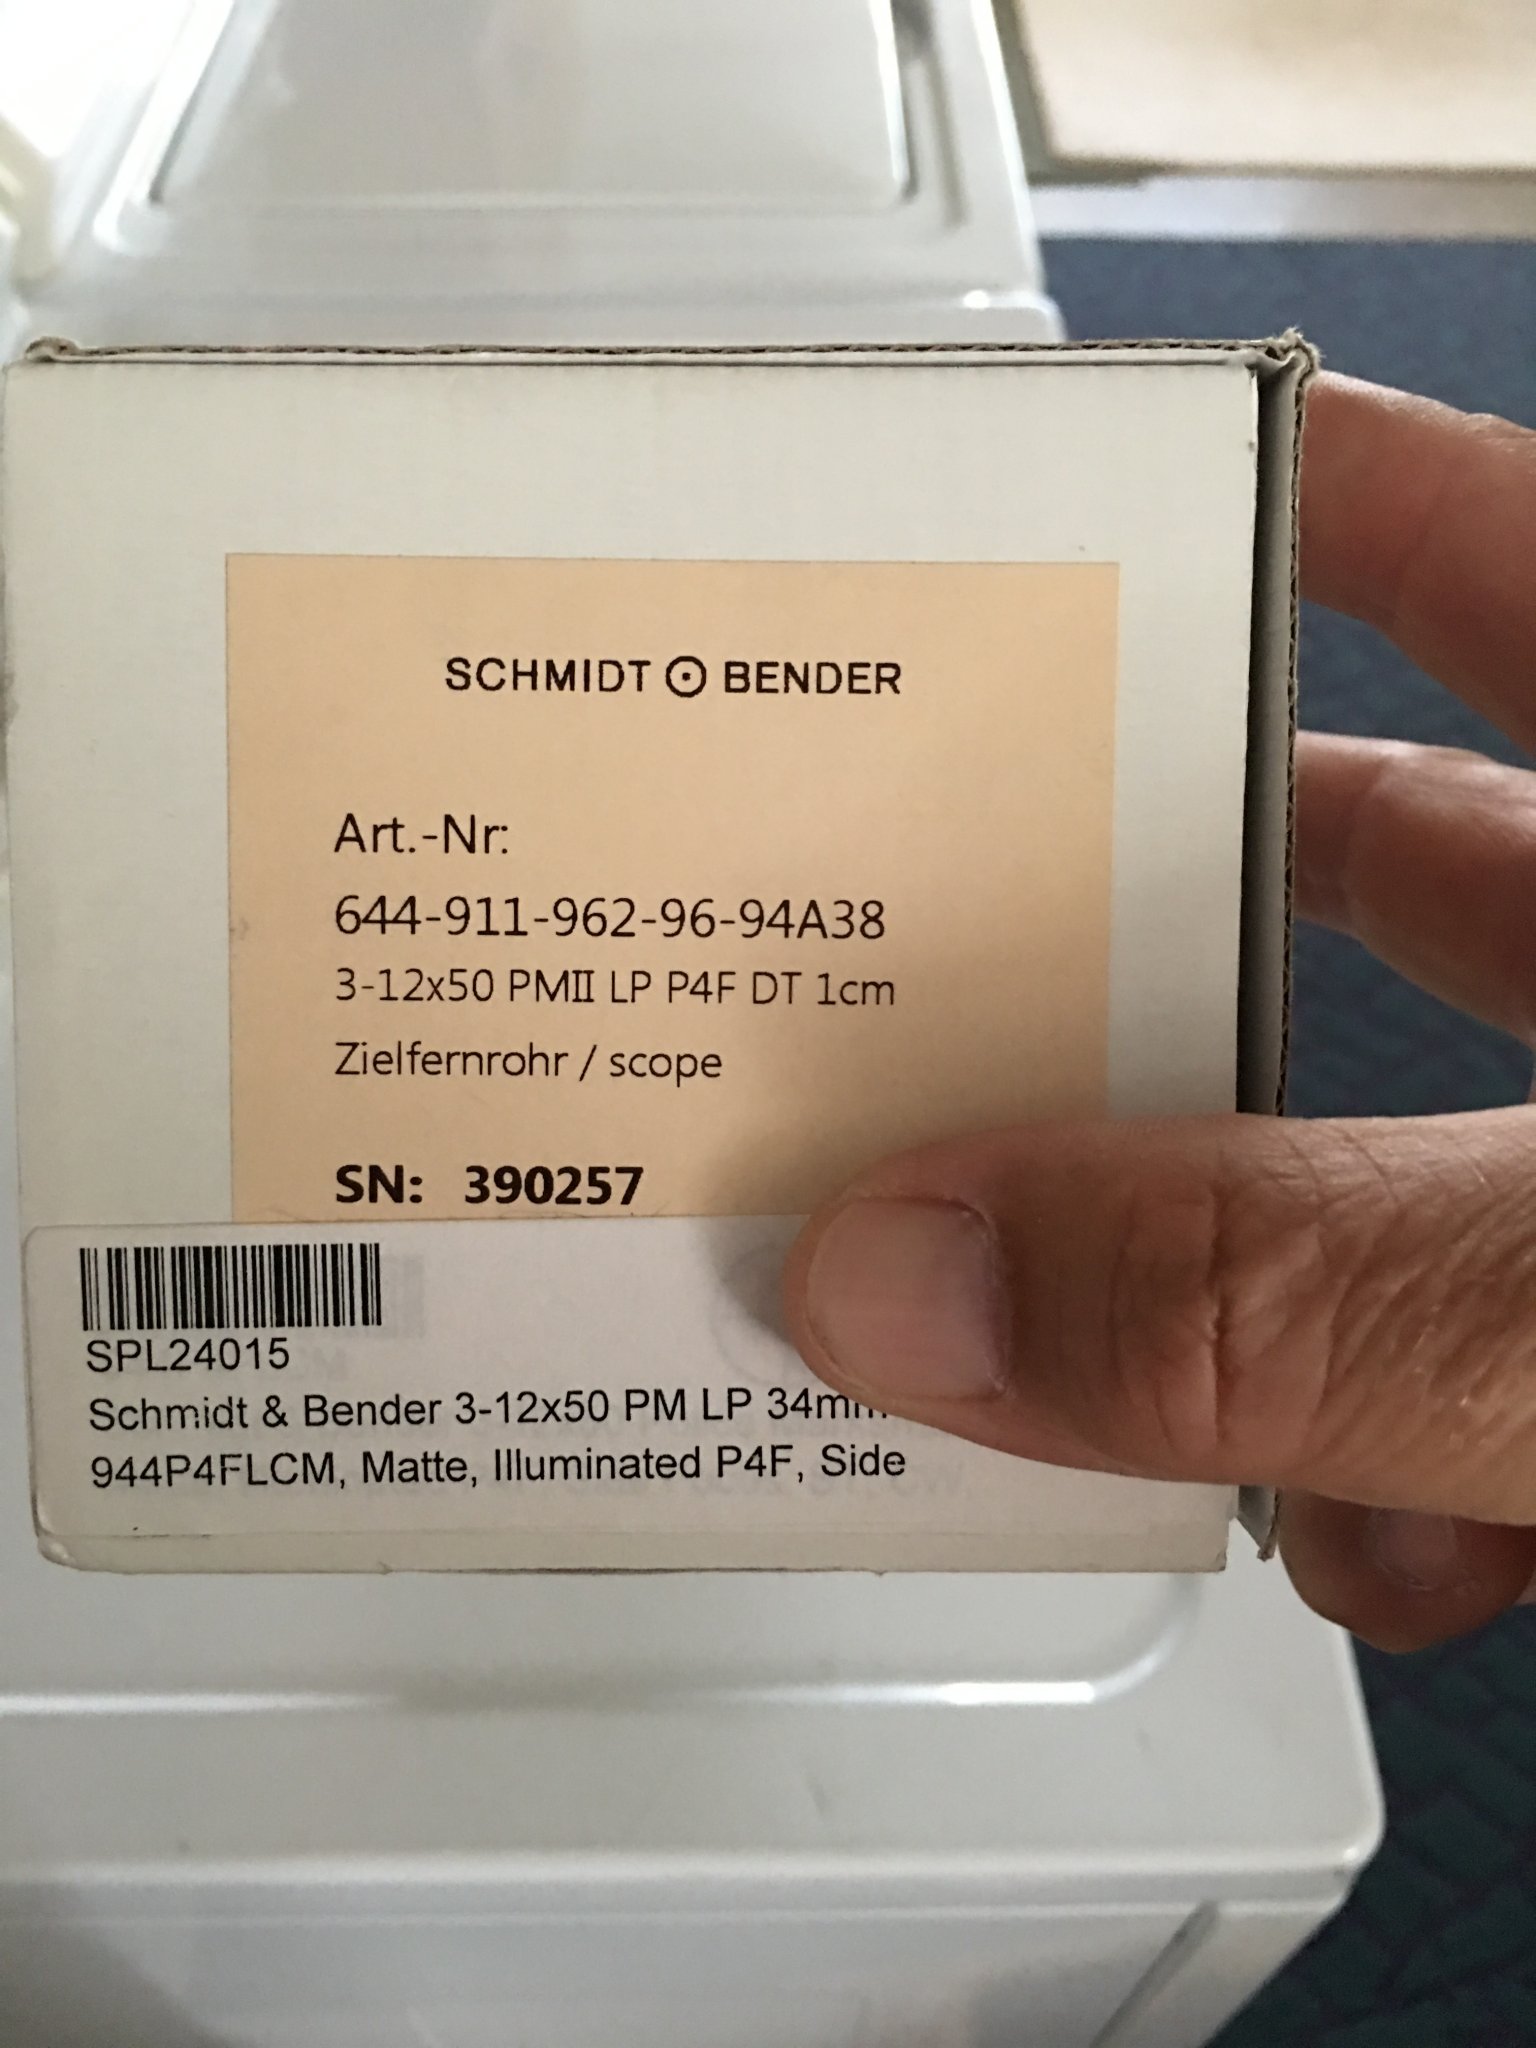 SCHMIDT BENDER
Art.-Nr:
644-911-962-96-94A38
3-12x50 PMII LP P4F DT 1cm
Zielfernrohr / scope
SN: 390257
SPL24015
Schmidt & Bender 3-12x50 PM LP 34mm
944P4FLCM, Matte, Illuminated P4F, Side